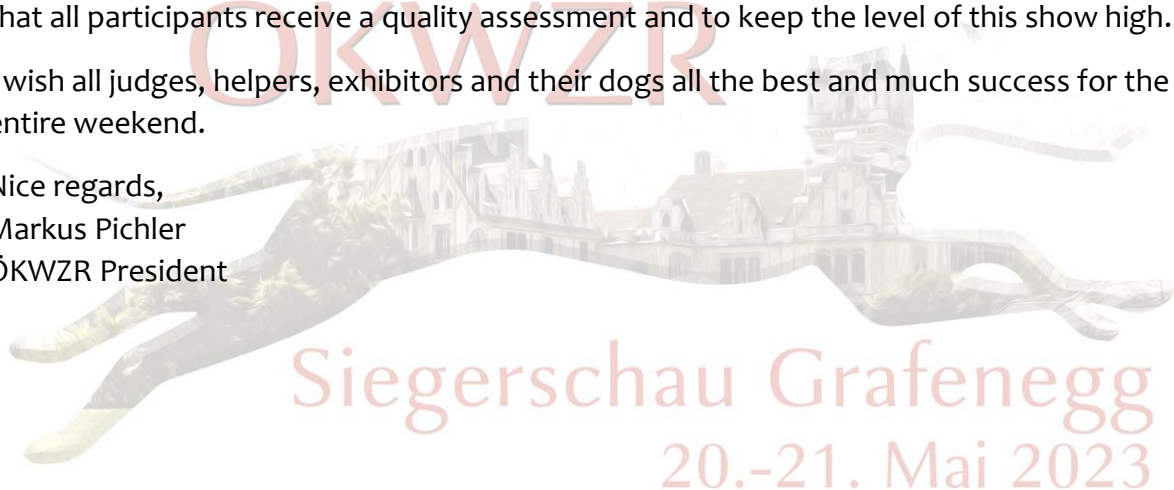 hat all participants receive a quality assessment and to keep the level of this show high.
wish all judges, helpers, exhibitors and their dogs all the best and much success for the
entire weekend.
Nice regards,
Markus Pichler
ÖKWZR President
ÖKWZR
Siegerschau Grafenegg
20.-21. Mai 2023